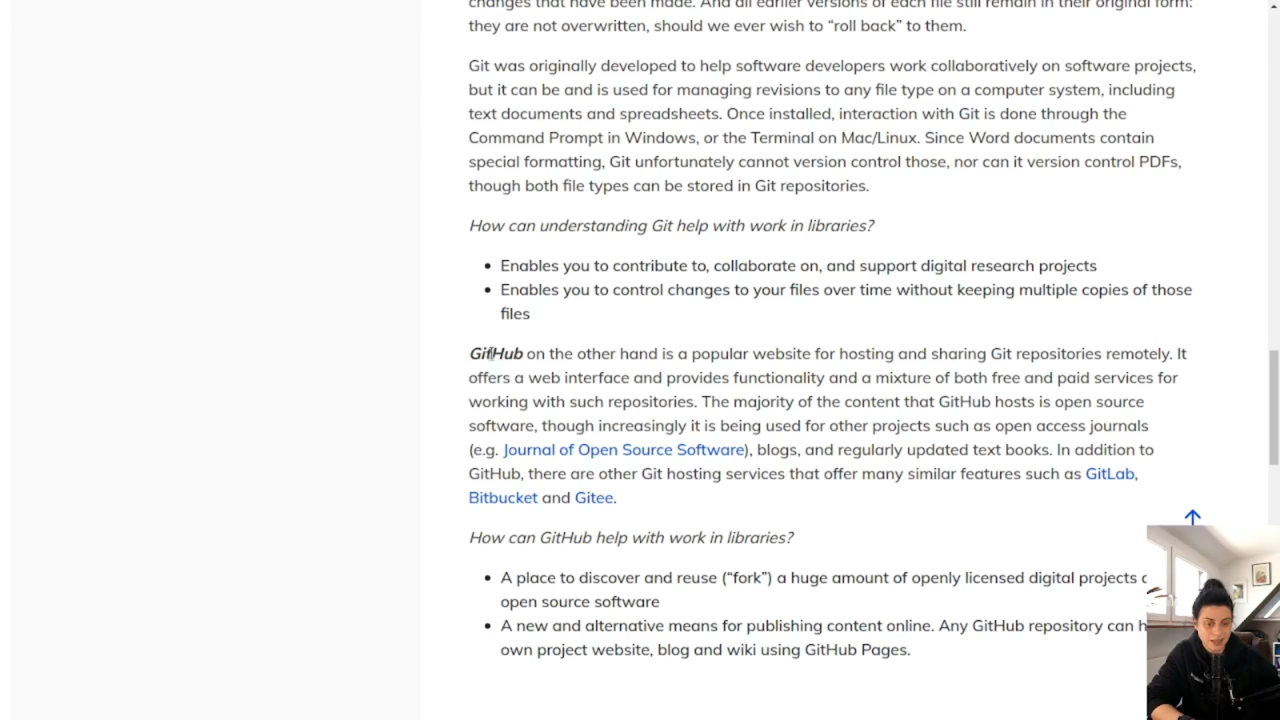 changes that have been made. And all earlier versions of each file still remain in their original form:
they are not overwritten, should we ever wish to “roll back” to them.
Git was originally developed to help software developers work collaboratively on software projects,
but it can be and is used for managing revisions to any file type on a computer system, including
text documents and spreadsheets. Once installed, interaction with Git is done through the
Command Prompt in Windows, or the Terminal on Mac/Linux. Since Word documents contain
special formatting, Git unfortunately cannot version control those, nor can it version control PDFs,
though both file types can be stored in Git repositories.
How can understanding Git help with work in libraries?
• Enables you to contribute to, collaborate on, and support digital research projects
• Enables you to control changes to your files over time without keeping multiple copies of those
files
GitHub on the other hand is a popular website for hosting and sharing Git repositories remotely. It
offers a web interface and provides functionality and a mixture of both free and paid services for
working with such repositories. The majority of the content that GitHub hosts is open source
software, though increasingly it is being used for other projects such as open access journals
(e.g. Journal of Open Source Software), blogs, and regularly updated text books. In addition to
GitHub, there are other Git hosting services that offer many similar features such as GitLab,
Bitbucket and Gitee.
How can GitHub help with work in libraries?
• A place to discover and reuse (“fork”) a huge amount of openly licensed digital projects
open source software
• A new and alternative means for publishing content online. Any GitHub repository can
own project website, blog and wiki using GitHub Pages.